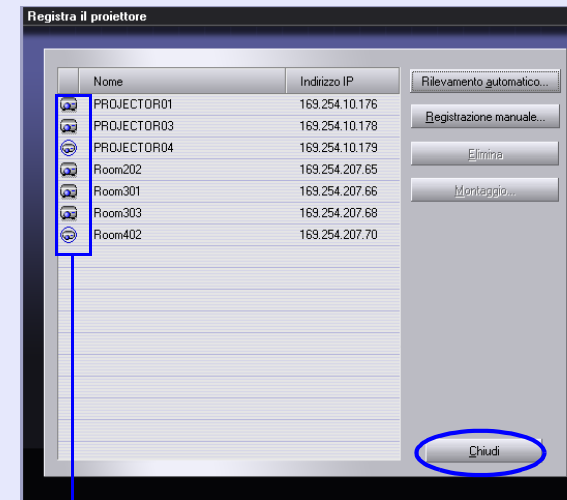 Registra il proiettore
Nome Indirizzo IP
PROJECTOR01 169.254.10.176
PROJECTOR03 169.254.10.178
PROJECTOR04 169.254.10.179
Room202 169.254.207.65
Room301 169.254.207.66
Room303 169.254.207.68
Room402 169.254.207.70
Rilevamento automatico...
Registrazione manuale...
Elimina
Montaggio...
Chiudi